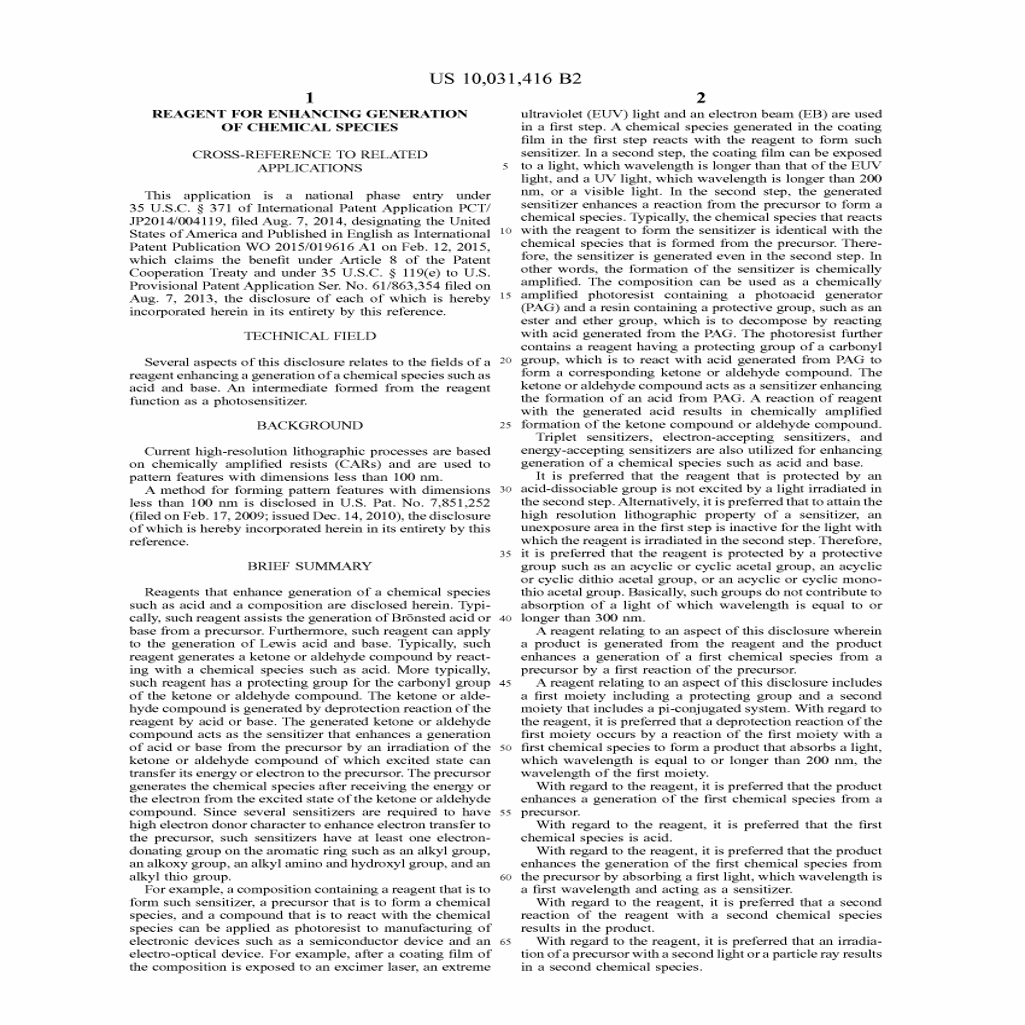 US 10,031,416 B2
1
REAGENT FOR ENHANCING GENERATION
OF CHEMICAL SPECIES
CROSS-REFERENCE TO RELATED
APPLICATIONS
This application is a national phase entry under
35 U.S.C. § 371 of International Patent Application PCT/
JP2014/004119, filed Aug. 7, 2014, designating the United
States of America and Published in English as International
Patent Publication WO 2015/019616 A1 on Feb. 12, 2015,
which claims the benefit under Article 8 of the Patent
Cooperation Treaty and under 35 U.S.C. § 119(e) to U.S.
Provisional Patent Application Ser. No. 61/863,354 filed on
Aug. 7, 2013, the disclosure of each of which is hereby
incorporated herein in its entirety by this reference.
TECHNICAL FIELD
Several aspects of this disclosure relates to the fields of a
reagent enhancing a generation of a chemical species such as
acid and base. An intermediate formed from the reagent
function as a photosensitizer.
BACKGROUND
Current high-resolution lithographic processes are based
on chemically amplified resists (CARs) and are used to
pattern features with dimensions less than 100 nm.
A method for forming pattern features with dimensions
less than 100 nm is disclosed in U.S. Pat. No. 7,851,252
(filed on Feb. 17, 2009; issued Dec. 14, 2010), the disclosure
of which is hereby incorporated herein in its entirety by this
reference.
BRIEF SUMMARY
Reagents that enhance generation of a chemical species
such as acid and a composition are disclosed herein. Typi-
cally, such reagent assists the generation of Brönsted acid or
base from a precursor. Furthermore, such reagent can apply
to the generation of Lewis acid and base. Typically, such
reagent generates a ketone or aldehyde compound by react-
ing with a chemical species such as acid. More typically,
such reagent has a protecting group for the carbonyl group
of the ketone or aldehyde compound. The ketone or alde-
hyde compound is generated by deprotection reaction of the
reagent by acid or base. The generated ketone or aldehyde
compound acts as the sensitizer that enhances a generation
of acid or base from the precursor by an irradiation of the
ketone or aldehyde compound of which excited state can
transfer its energy or electron to the precursor. The precursor
generates the chemical species after receiving the energy or
the electron from the excited state of the ketone or aldehyde
compound. Since several sensitizers are required to have
high electron donor character to enhance electron transfer to
the precursor, such sensitizers have at least one electron-
donating group on the aromatic ring such as an alkyl group,
an alkoxy group, an alkyl amino and hydroxyl group, and an
alkyl thio group.
For example, a composition containing a reagent that is to
form such sensitizer, a precursor that is to form a chemical
species, and a compound that is to react with the chemical
species can be applied as photoresist to manufacturing of
electronic devices such as a semiconductor device and an
electro-optical device. For example, after a coating film of
the composition is exposed to an excimer laser, an extreme
2
ultraviolet (EUV) light and an electron beam (EB) are used
in a first step. A chemical species generated in the coating
film in the first step reacts with the reagent to form such
sensitizer. In a second step, the coating film can be exposed
5 to a light, which wavelength is longer than that of the EUV
light, and a UV light, which wavelength is longer than 200
nm, or a visible light. In the second step, the generated
sensitizer enhances a reaction from the precursor to form a
chemical species. Typically, the chemical species that reacts
10 with the reagent to form the sensitizer is identical with the
chemical species that is formed from the precursor. There-
fore, the sensitizer is generated even in the second step. In
other words, the formation of the sensitizer is chemically
amplified. The composition can be used as a chemically
15 amplified photoresist containing a photoacid generator
(PAG) and a resin containing a protective group, such as an
ester and ether group, which is to decompose by reacting
with acid generated from the PAG. The photoresist further
contains a reagent having a protecting group of a carbonyl
20 group, which is to react with acid generated from PAG to
form a corresponding ketone or aldehyde compound. The
ketone or aldehyde compound acts as a sensitizer enhancing
the formation of an acid from PAG. A reaction of reagent
with the generated acid results in chemically amplified
25 formation of the ketone compound or aldehyde compound.
Triplet sensitizers, electron-accepting sensitizers, and
energy-accepting sensitizers are also utilized for enhancing
generation of a chemical species such as acid and base.
It is preferred that the reagent that is protected by an
30 acid-dissociable group is not excited by a light irradiated in
the second step. Alternatively, it is preferred that to attain the
high resolution lithographic property of a sensitizer, an
unexposure area in the first step is inactive for the light with
which the reagent is irradiated in the second step. Therefore,
35 it is preferred that the reagent is protected by a protective
group such as an acyclic or cyclic acetal group, an acyclic
or cyclic dithio acetal group, or an acyclic or cyclic mono-
thio acetal group. Basically, such groups do not contribute to
absorption of a light of which wavelength is equal to or
40 longer than 300 nm.
A reagent relating to an aspect of this disclosure wherein
a product is generated from the reagent and the product
enhances a generation of a first chemical species from a
precursor by a first reaction of the precursor.
45 A reagent relating to an aspect of this disclosure includes
a first moiety including a protecting group and a second
moiety that includes a pi-conjugated system. With regard to
the reagent, it is preferred that a deprotection reaction of the
first moiety occurs by a reaction of the first moiety with a
50 first chemical species to form a product that absorbs a light,
which wavelength is equal to or longer than 200 nm, the
wavelength of the first moiety.
With regard to the reagent, it is preferred that the product
enhances a generation of the first chemical species from a
55 precursor.
With regard to the reagent, it is preferred that the first
chemical species is acid.
With regard to the reagent, it is preferred that the product
enhances the generation of the first chemical species from
60 the precursor by absorbing a first light, which wavelength is
a first wavelength and acting as a sensitizer.
With regard to the reagent, it is preferred that a second
reaction of the reagent with a second chemical species
results in the product.
65 With regard to the reagent, it is preferred that an irradia-
tion of a precursor with a second light or a particle ray results
in a second chemical species.